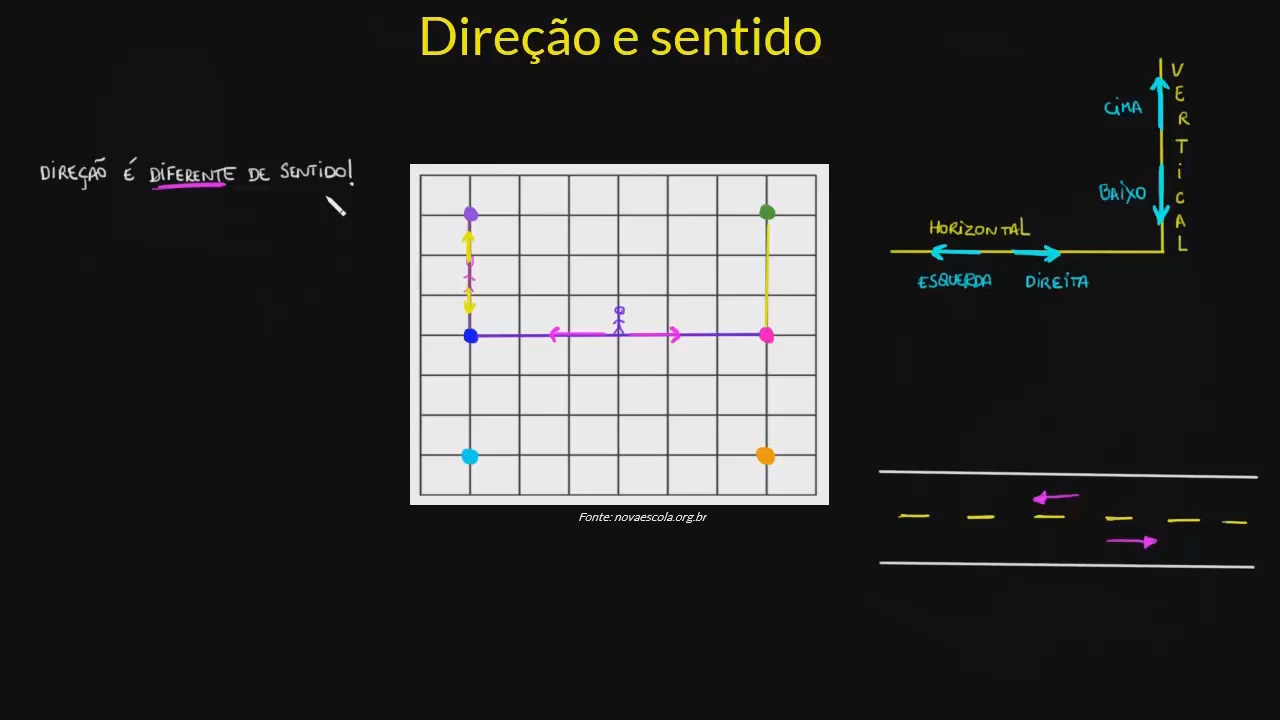 Direção e sentido
DIREÇÃO É DIFERENTE DE SENTIDO!
CIMA
BAIXO
VERTICAL
HORIZONTAL
ESQUERDA DIREITA
Fonte: novaescola.org.br